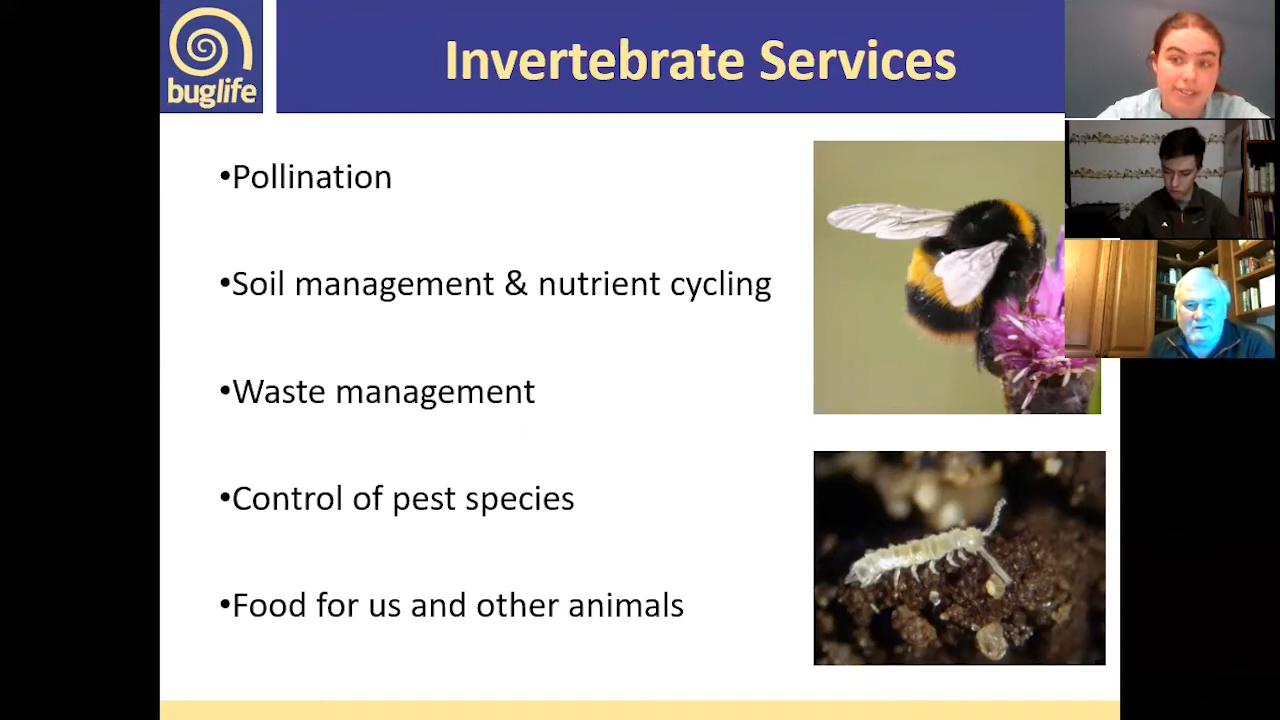 buglife
Invertebrate Services
•Pollination
•Soil management & nutrient cycling
•Waste management
•Control of pest species
•Food for us and other animals